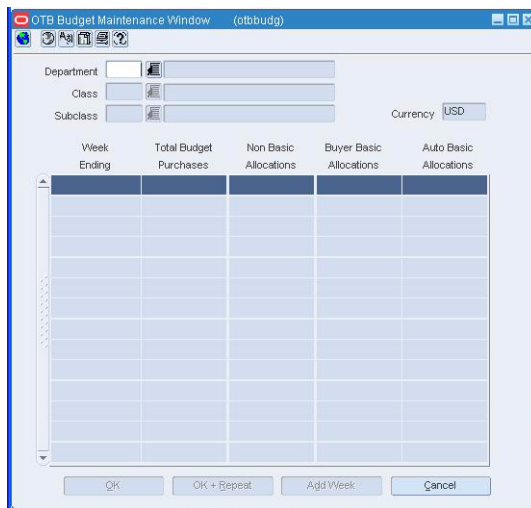 OTB Budget Maintenance Window (otbbudg)
Department
Class
Subclass
Currency USD
Week Ending
Total Budget Purchases
Non Basic Allocations
Buyer Basic Allocations
Auto Basic Allocations
OK
OK + Repeat
Add Week
Cancel